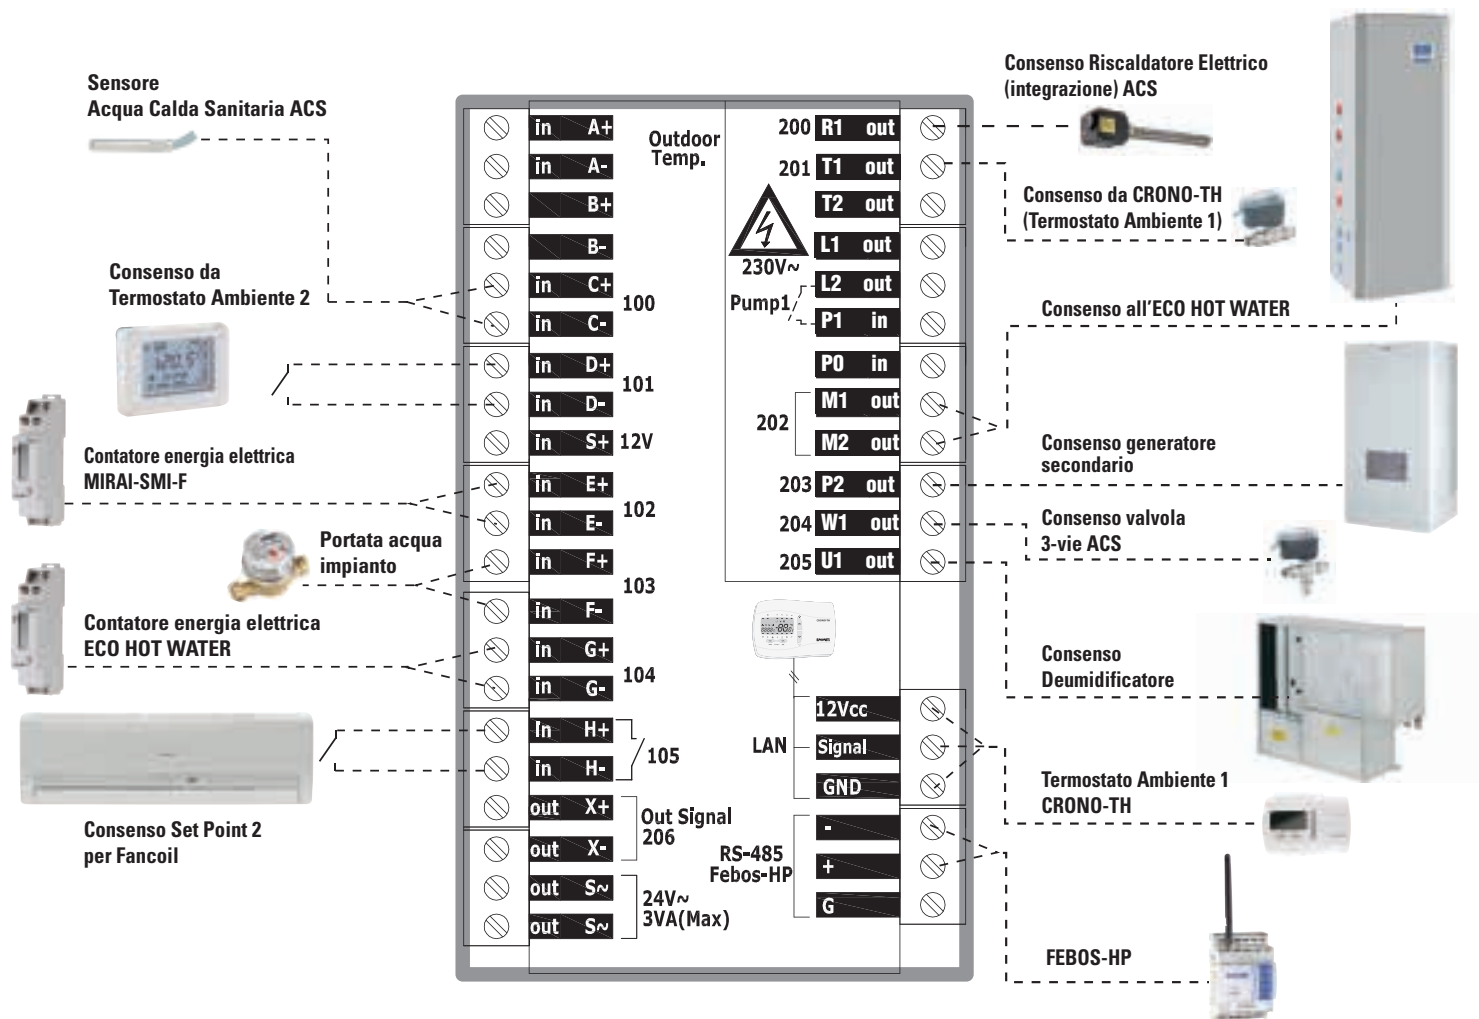 Sensore
Acqua Calda Sanitaria ACS
Consenso da
Termostato Ambiente 2
Contatore energia elettrica
MIRAI-SMI-F
Portata acqua
impianto
Contatore energia elettrica
ECO HOT WATER
Consenso Set Point 2
per Fancoil
in A+
in A-
B+
B-
in C+
in C-
100
in D+
in D-
101
in S+ 12V
in E+
in E-
102
in F+
in F-
103
in G+
in G-
104
in H+
in H-
105
out X+
out X-
Out Signal
206
out S~
out S~
24V~
3VA(Max)
Outdoor
Temp.
230V~
Pump1
200 R1 out
201 T1 out
T2 out
L1 out
L2 out
P1 in
P0 in
M1 out
202
M2 out
203 P2 out
204 W1 out
205 U1 out
LAN
12Vcc
Signal
GND
RS-485
Febos-HP
-
+
G
Consenso Riscaldatore Elettrico
(integrazione) ACS
Consenso da CRONO-TH
(Termostato Ambiente 1)
Consenso all'ECO HOT WATER
Consenso generatore
secondario
Consenso valvola
3-vie ACS
Consenso
Deumidificatore
Termostato Ambiente 1
CRONO-TH
FEBOS-HP